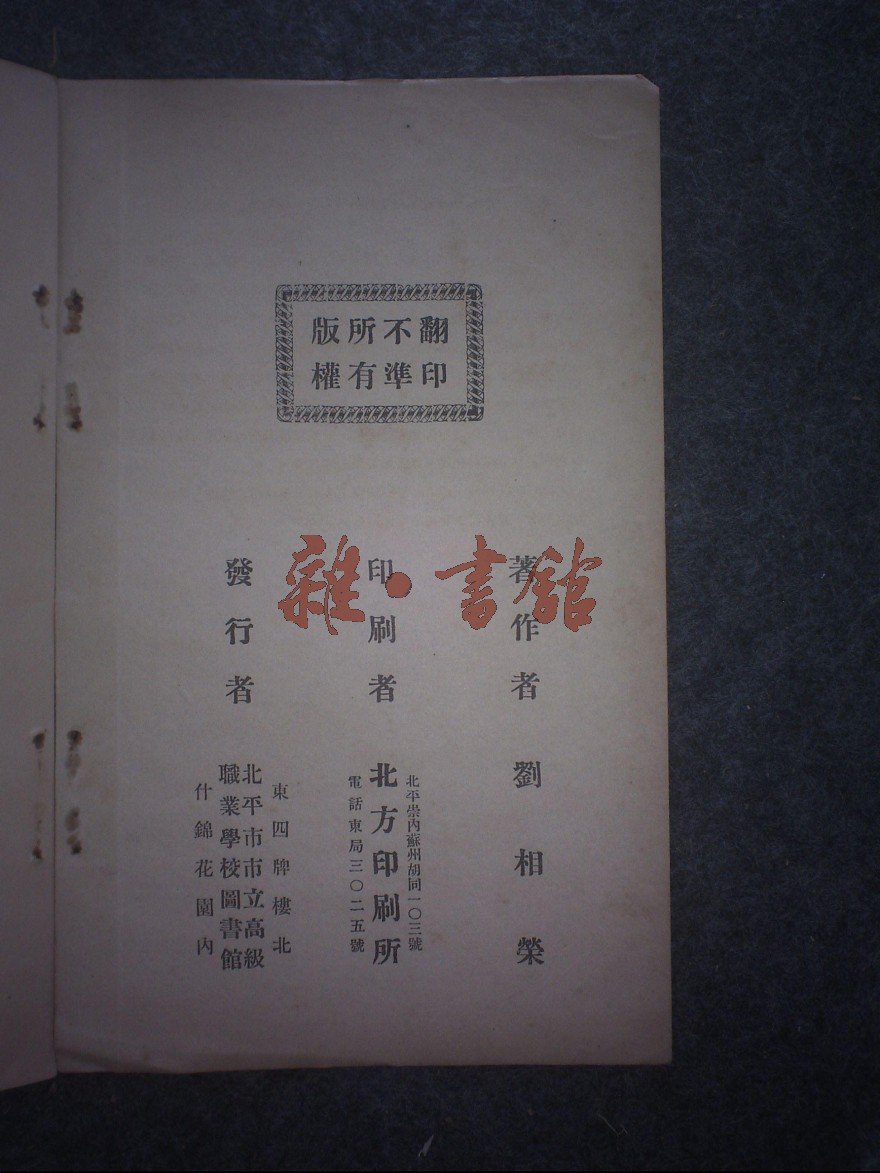 翻印
不準
所有
版權
著作者 劉相榮
北平崇內蘇州胡同一〇三號
印刷者 北方印刷所
電話東局三〇二五號
東四牌樓北
發行者 北平市市立高級
職業學校圖書館
什錦花園內
雜·書館